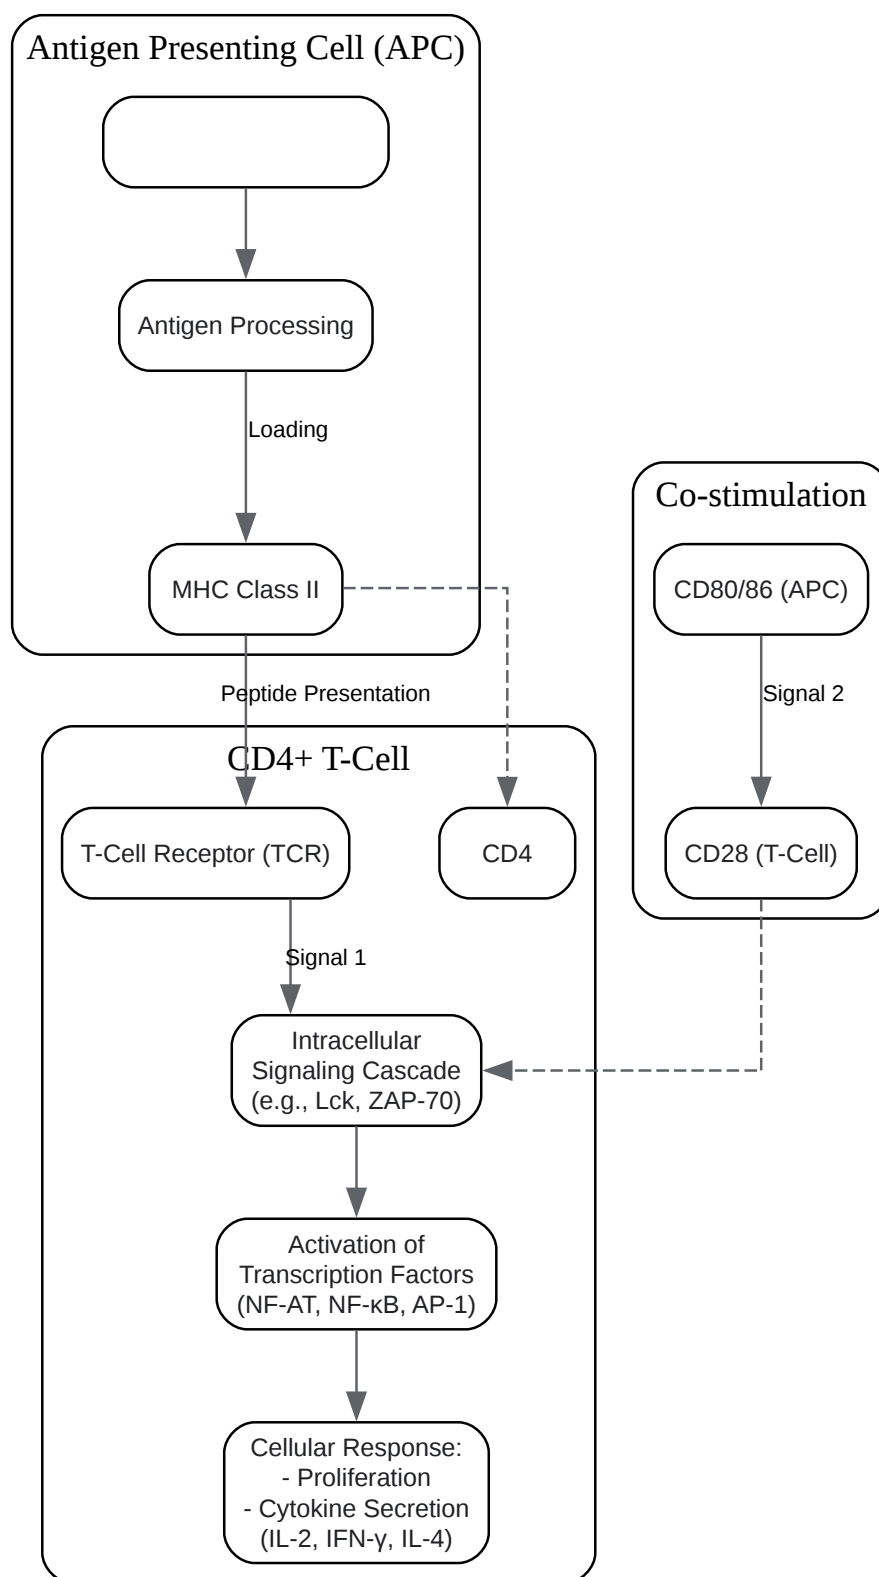 Antigen Presenting Cell (APC)
Antigen Processing
Loading
MHC Class II
Peptide Presentation
Co-stimulation
CD80/86 (APC)
Signal 2
CD28 (T-Cell)
CD4+ T-Cell
T-Cell Receptor (TCR)
CD4
Signal 1
Intracellular
Signaling Cascade
(e.g., Lck, ZAP-70)
Activation of
Transcription Factors
(NF-AT, NF-κB, AP-1)
Cellular Response:
- Proliferation
- Cytokine Secretion
(IL-2, IFN-γ, IL-4)